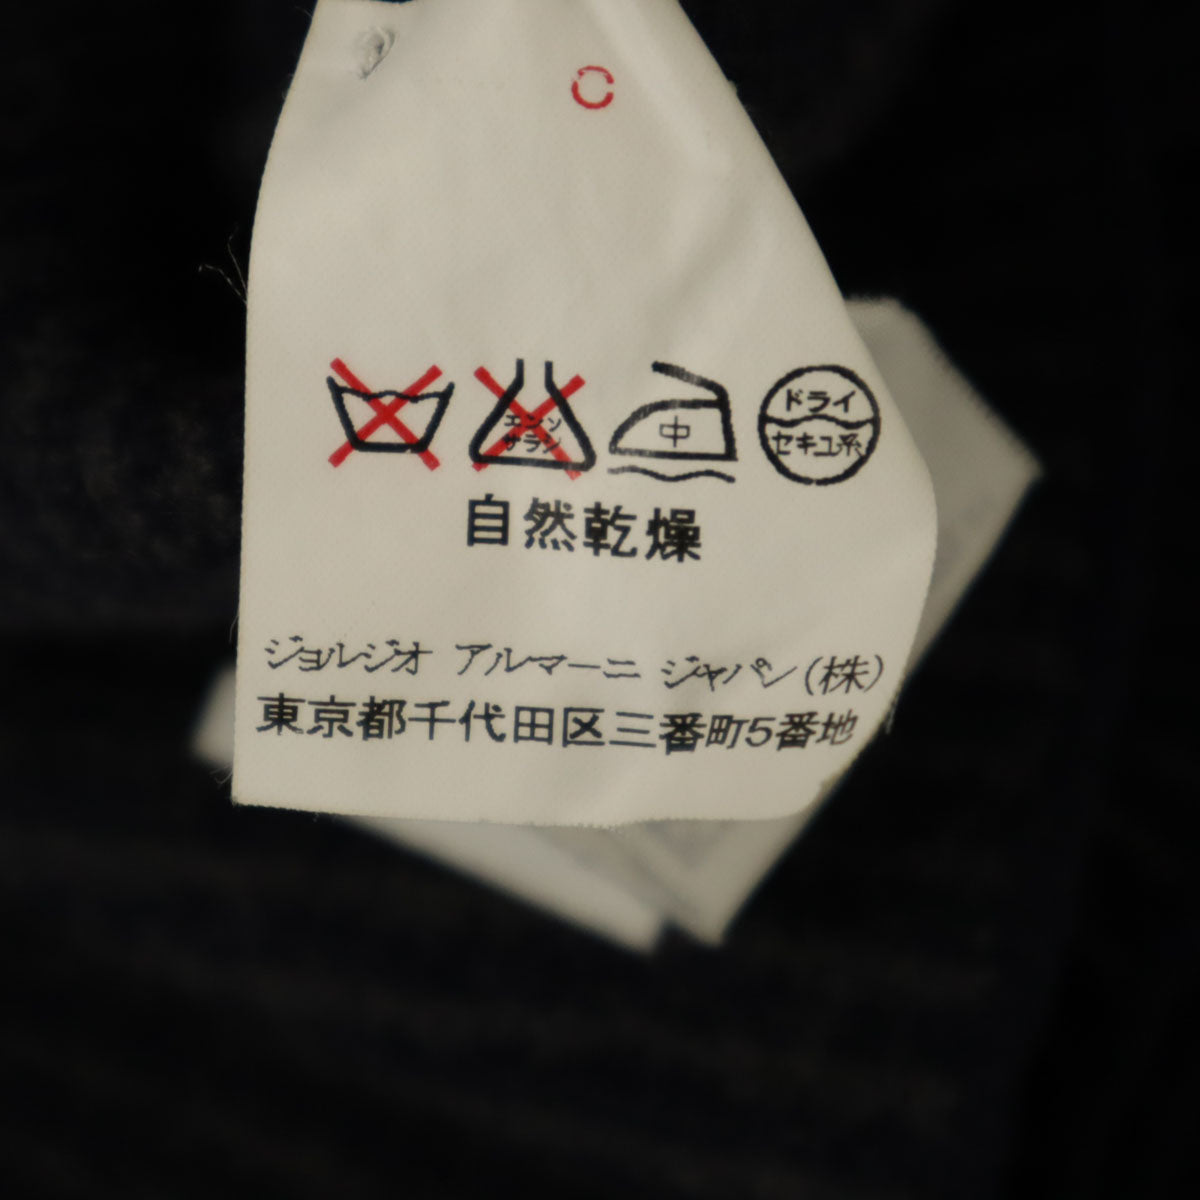 エンソ
サラシ
中
ドライ
セキユ系
自然乾燥
ジョルジオ アルマーニ ジャパン(株)
東京都千代田区三番町5番地